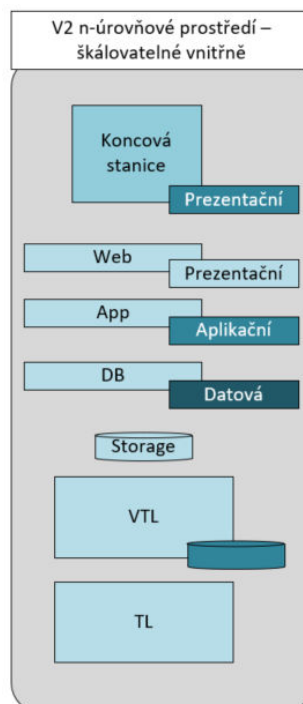 V2 n-úrovňové prostředí –
škálovatelné vnitřně
Koncová
stanice
Prezentační
Web
Prezentační
App
Aplikační
DB
Datová
Storage
VTL
TL